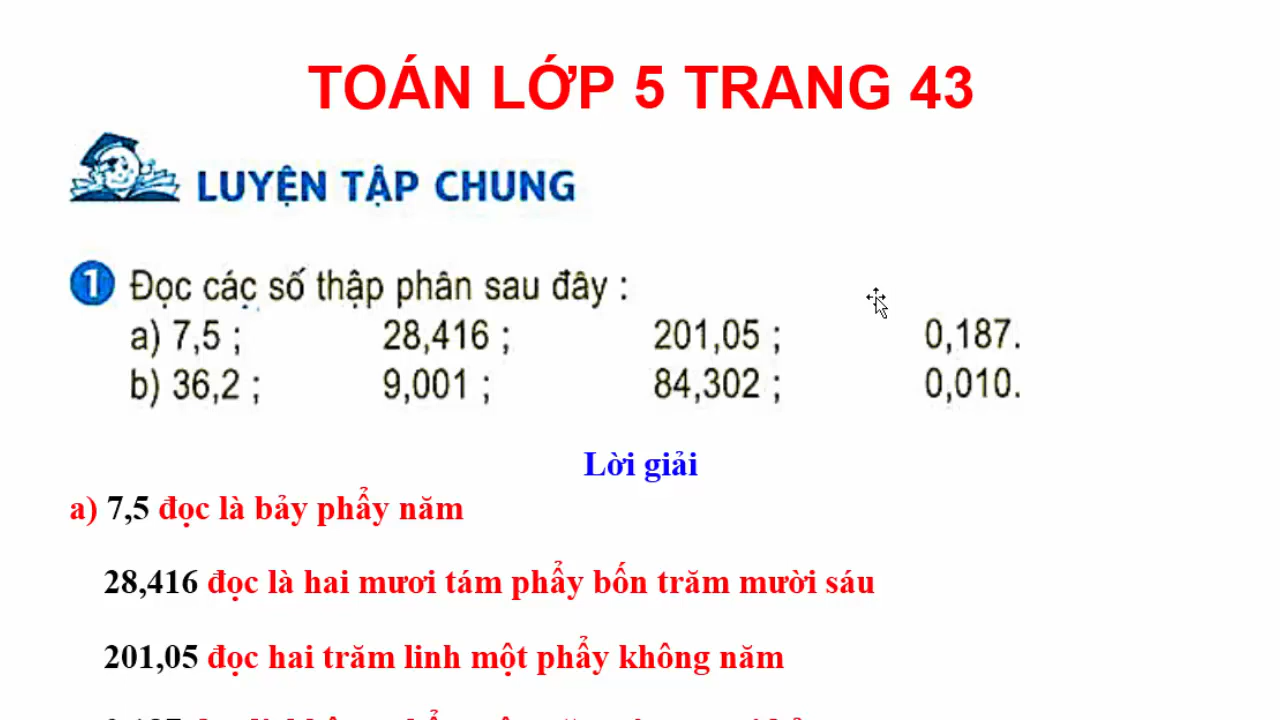 TOÁN LỚP 5 TRANG 43
LUYỆN TẬP CHUNG
1 Đọc các số thập phân sau đây :
a) 7,5 ; 28,416 ; 201,05 ; 0,187.
b) 36,2 ; 9,001 ; 84,302 ; 0,010.
Lời giải
a) 7,5 đọc là bảy phẩy năm
28,416 đọc là hai mươi tám phẩy bốn trăm mười sáu
201,05 đọc hai trăm linh một phẩy không năm